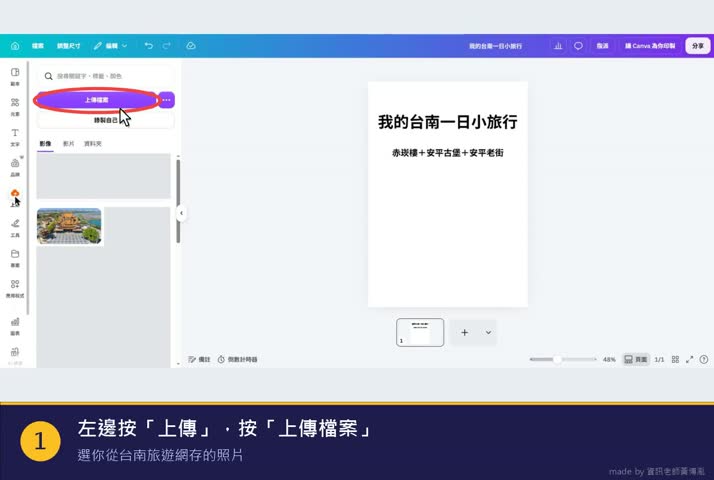 檔案
調整尺寸
編輯
我的台南一日小旅行
指派
讓 Canva 為你印製
分享
搜尋關鍵字、標籤、顏色
上傳檔案
錄製自己
影像
影片
資料夾
元素
文字
品牌
工具
專案
應用程式
圖表
我的台南一日小旅行
赤崁樓＋安平古堡＋安平老街
1
備註
倒數計時器
48%
頁面
1/1
1
左邊按「上傳」，按「上傳檔案」
選你從台南旅遊網存的照片
made by 資訊老師黃博胤